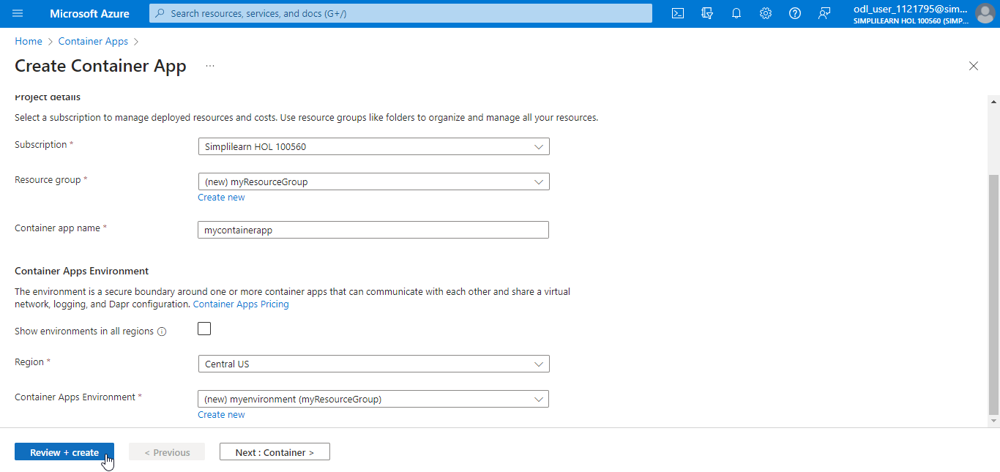 Microsoft Azure
Search resources, services, and docs (G+/)
odl_user_1121795@sim...
SIMPLILEARN HOL 100560 (SIMP...
Home > Container Apps >
Create Container App ...
Project details
Select a subscription to manage deployed resources and costs. Use resource groups like folders to organize and manage all your resources.
Subscription *
Simplilearn HOL 100560
Resource group *
(new) myResourceGroup
Create new
Container app name *
mycontainerapp
Container Apps Environment
The environment is a secure boundary around one or more container apps that can communicate with each other and share a virtual
network, logging, and Dapr configuration. Container Apps Pricing
Show environments in all regions
Region *
Central US
Container Apps Environment *
(new) myenvironment (myResourceGroup)
Create new
Review + create
< Previous
Next : Container >